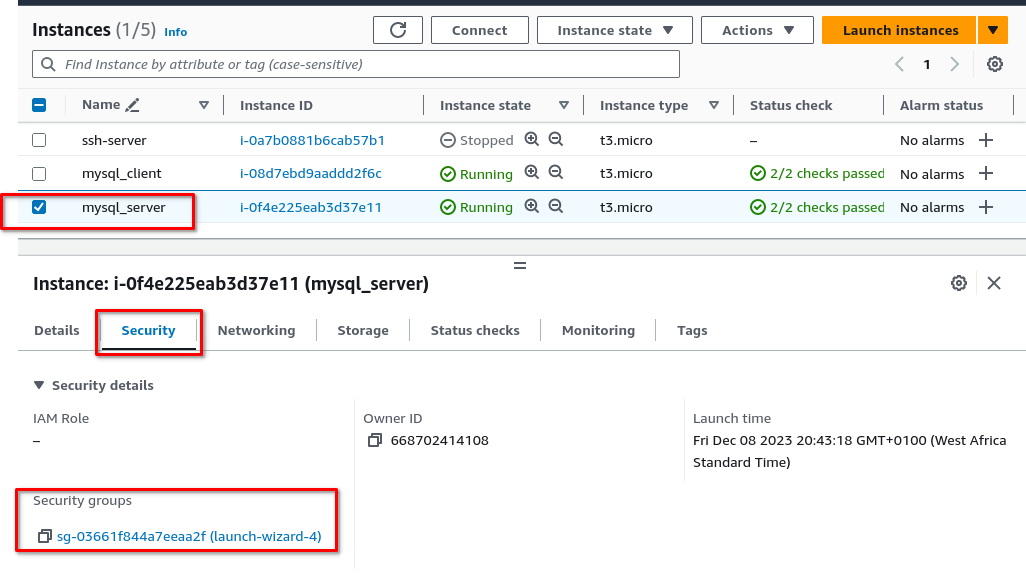 Instances (1/5) Info
Connect
Instance state
Actions
Launch instances
Find Instance by attribute or tag (case-sensitive)
1
Name Instance ID Instance state Instance type Status check Alarm status
ssh-server i-0a7b0881b6cab57b1 Stopped t3.micro – No alarms
mysql_client i-08d7ebd9aaddd2f6c Running t3.micro 2/2 checks passed No alarms
mysql_server i-0f4e225eab3d37e11 Running t3.micro 2/2 checks passed No alarms
Instance: i-0f4e225eab3d37e11 (mysql_server)
Details Security Networking Storage Status checks Monitoring Tags
Security details
IAM Role
–
Owner ID
668702414108
Launch time
Fri Dec 08 2023 20:43:18 GMT+0100 (West Africa
Standard Time)
Security groups
sg-03661f844a7eeaa2f (launch-wizard-4)